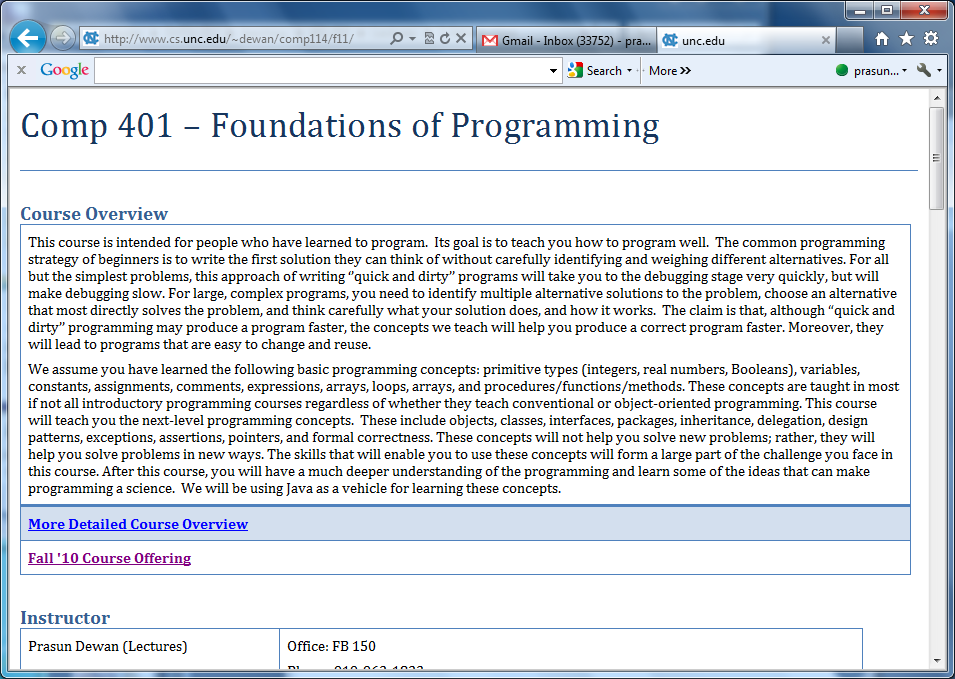 http://www.cs.unc.edu/~dewan/comp114/f11/
Gmail - Inbox (33752) - pra...
unc.edu
x Google Search More >> prasun...
Comp 401 – Foundations of Programming
Course Overview
This course is intended for people who have learned to program.  Its goal is to teach you how to program well.  The common programming
strategy of beginners is to write the first solution they can think of without carefully identifying and weighing different alternatives. For all
but the simplest problems, this approach of writing “quick and dirty” programs will take you to the debugging stage very quickly, but will
make debugging slow. For large, complex programs, you need to identify multiple alternative solutions to the problem, choose an alternative
that most directly solves the problem, and think carefully what your solution does, and how it works.  The claim is that, although “quick and
dirty” programming may produce a program faster, the concepts we teach will help you produce a correct program faster. Moreover, they
will lead to programs that are easy to change and reuse.
We assume you have learned the following basic programming concepts: primitive types (integers, real numbers, Booleans), variables,
constants, assignments, comments, expressions, arrays, loops, arrays, and procedures/functions/methods. These concepts are taught in most
if not all introductory programming courses regardless of whether they teach conventional or object-oriented programming. This course
will teach you the next-level programming concepts.  These include objects, classes, interfaces, packages, inheritance, delegation, design
patterns, exceptions, assertions, pointers, and formal correctness. These concepts will not help you solve new problems; rather, they will
help you solve problems in new ways. The skills that will enable you to use these concepts will form a large part of the challenge you face in
this course. After this course, you will have a much deeper understanding of the programming and learn some of the ideas that can make
programming a science.  We will be using Java as a vehicle for learning these concepts.
More Detailed Course Overview
Fall '10 Course Offering
Instructor
Prasun Dewan (Lectures)
Office: FB 150